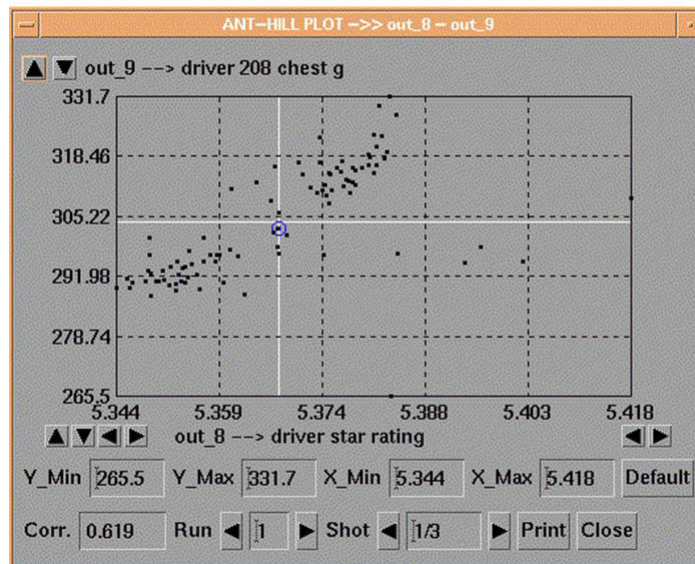 ANT-HILL PLOT ->> out_8 - out_9
out_9 --> driver 208 chest g
331.7
318.46
305.22
291.98
278.74
265.5
5.344 5.359 5.374 5.388 5.403 5.418
out_8 --> driver star rating
Y_Min 265.5 Y_Max 331.7 X_Min 5.344 X_Max 5.418 Default
Corr. 0.619 Run 1 Shot 1/3 Print Close